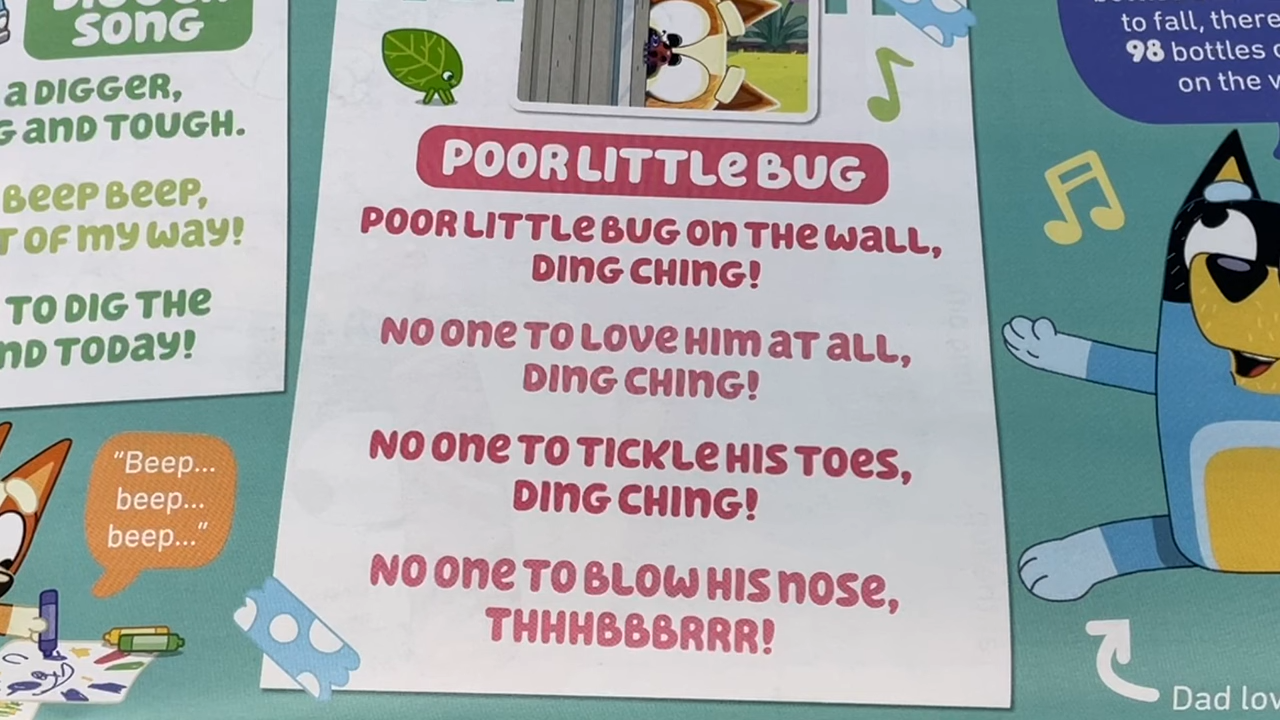 SONG
a DIGGER,
and TOUGH.
BEEP BEEP,
OF my way!
TO DIG THE
TODAY!
"Beep...
beep...
beep..."
POOR LITTLE BUG
POOR LITTLE BUG On THE wall,
DING CHING!
NO One TO LOVE HIM aT all,
DING CHING!
NO One TO TICKLE HIS TOES,
DING CHING!
NO One TO BLOW HIS nose,
THHHBBBRRR!
to fall, there
98 bottles
on the
Dad